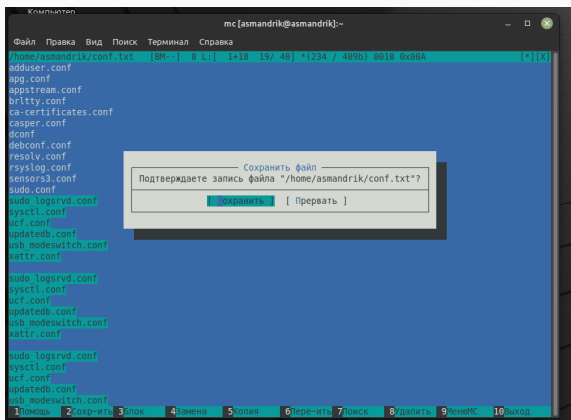 Компьютер
mc [asmandrik@asmandrik]:~
Файл Правка Вид Поиск Терминал Справка
/home/asmandrik/conf.txt [BM--] 0 L:[ 1+18 19/ 40] *(234 / 489b) 0010 0x00A [*][X]
adduser.conf
apg.conf
appstream.conf
brltty.conf
ca-certificates.conf
casper.conf
dconf
debconf.conf
resolv.conf
rsyslog.conf
sensors3.conf
sudo.conf
sudo_logsrvd.conf
sysctl.conf
ucf.conf
updatedb.conf
usb_modeswitch.conf
xattr.conf
Сохранить файл
Подтверждаете запись файла "/home/asmandrik/conf.txt"?
[ Сохранить ] [ Прервать ]
sudo_logsrvd.conf
sysctl.conf
ucf.conf
updatedb.conf
usb_modeswitch.conf
xattr.conf
sudo_logsrvd.conf
sysctl.conf
ucf.conf
updatedb.conf
usb_modeswitch.conf
1Помощь 2Сохр~ить 3Блок 4Замена 5Копия 6Пере~ить 7Поиск 8Удалить 9МенюMC 10Выход